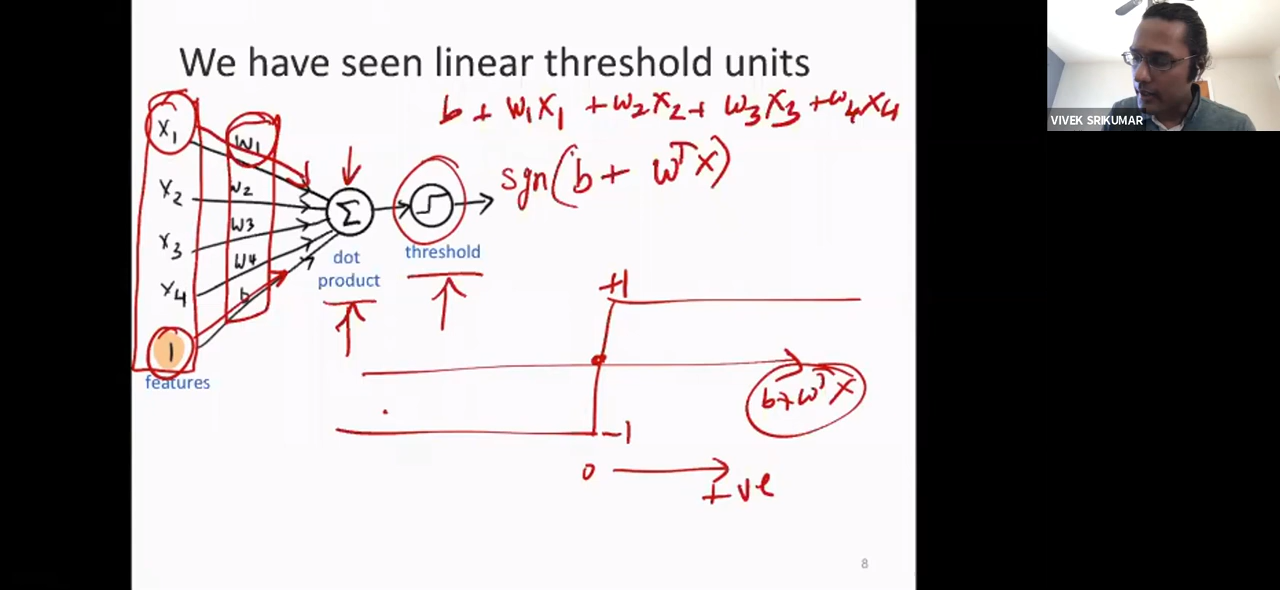 We have seen linear threshold units
VIVEK SRIKUMAR
b + w1x1 + w2x2 + w3x3 + w4x4
x1 w1
x2 w2
x3 w3
x4 w4
1 b
features
Σ
dot
product
threshold
sgn(b + wᵀx)
+1
b+wᵀx
-1
0
+ve
8